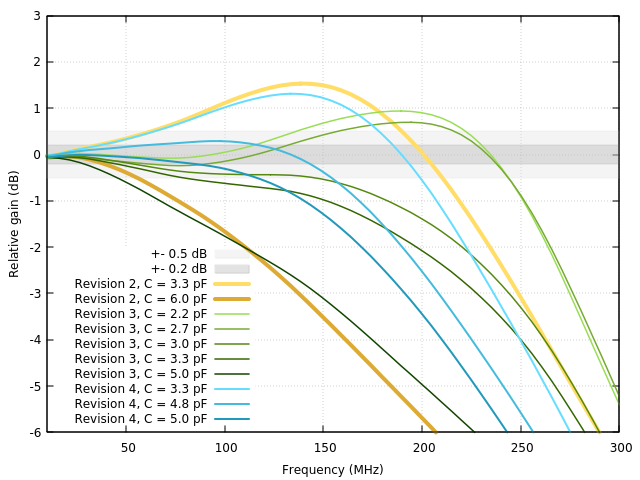 3
2
1
0
-1
-2
-3
-4
-5
-6
Relative gain (dB)
+- 0.5 dB
+- 0.2 dB
Revision 2, C = 3.3 pF
Revision 2, C = 6.0 pF
Revision 3, C = 2.2 pF
Revision 3, C = 2.7 pF
Revision 3, C = 3.0 pF
Revision 3, C = 3.3 pF
Revision 3, C = 5.0 pF
Revision 4, C = 3.3 pF
Revision 4, C = 4.8 pF
Revision 4, C = 5.0 pF
50 100 150 200 250 300
Frequency (MHz)